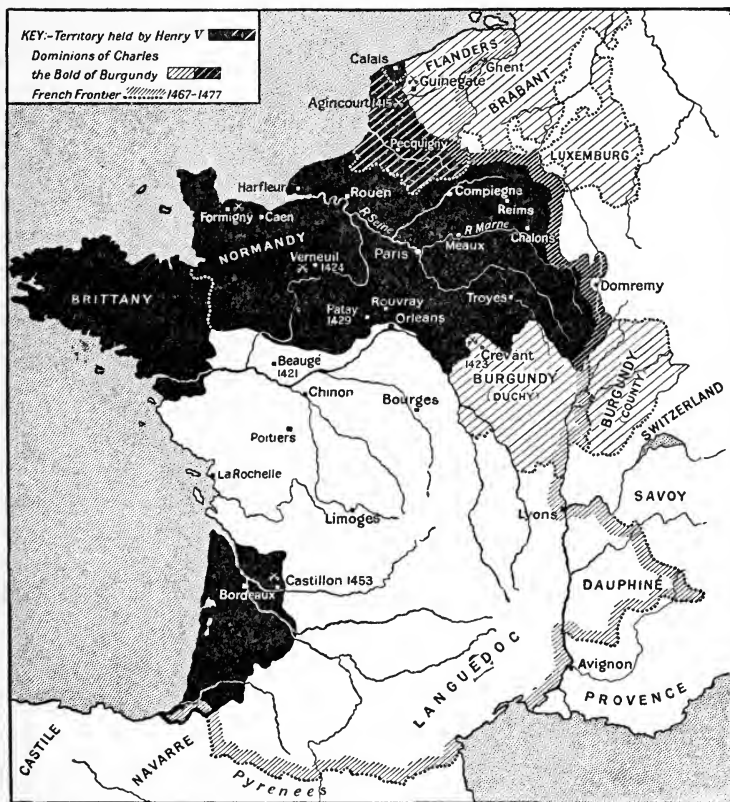 KEY:-Territory held by Henry V
Dominions of Charles
the Bold of Burgundy
French Frontier 1467-1477
Calais
FLANDERS
Ghent
Guinegate
BRABANT
Agincourt 1415
Pecquigny
LUXEMBURG
Harfleur
Rouen
Compiegne
Reims
Formigny
Caen
R Seine
R Marne
Chalons
NORMANDY
Meaux
Paris
Verneuil
1424
Domremy
BRITTANY
Rouvray
Troyes
Patay
1429
Orleans
Beaugé
1421
Crevant
1423
BURGUNDY
(DUCHY)
BURGUNDY
(COUNTY)
Chinon
Bourges
SWITZERLAND
Poitiers
La Rochelle
SAVOY
Limoges
Lyons
Castillon 1453
DAUPHINE
Bordeaux
Avignon
LANGUEDOC
PROVENCE
CASTILE
NAVARRE
Pyrenees